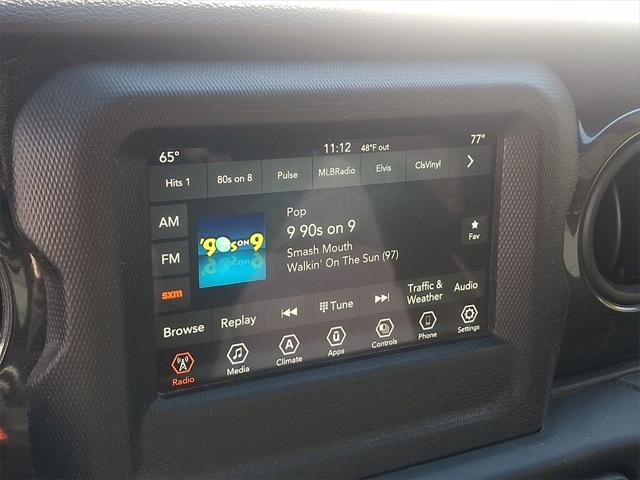 65° 11:12 48°F out 77°
Hits 1 80s on 8 Pulse MLBRadio Elvis ClsVinyl
AM
FM
sxm
'90s on 9
Pop
9 90s on 9
Smash Mouth
Walkin' On The Sun (97)
Fav
Browse Replay Tune Traffic & Weather Audio
Radio Media Climate Apps Controls Phone Settings